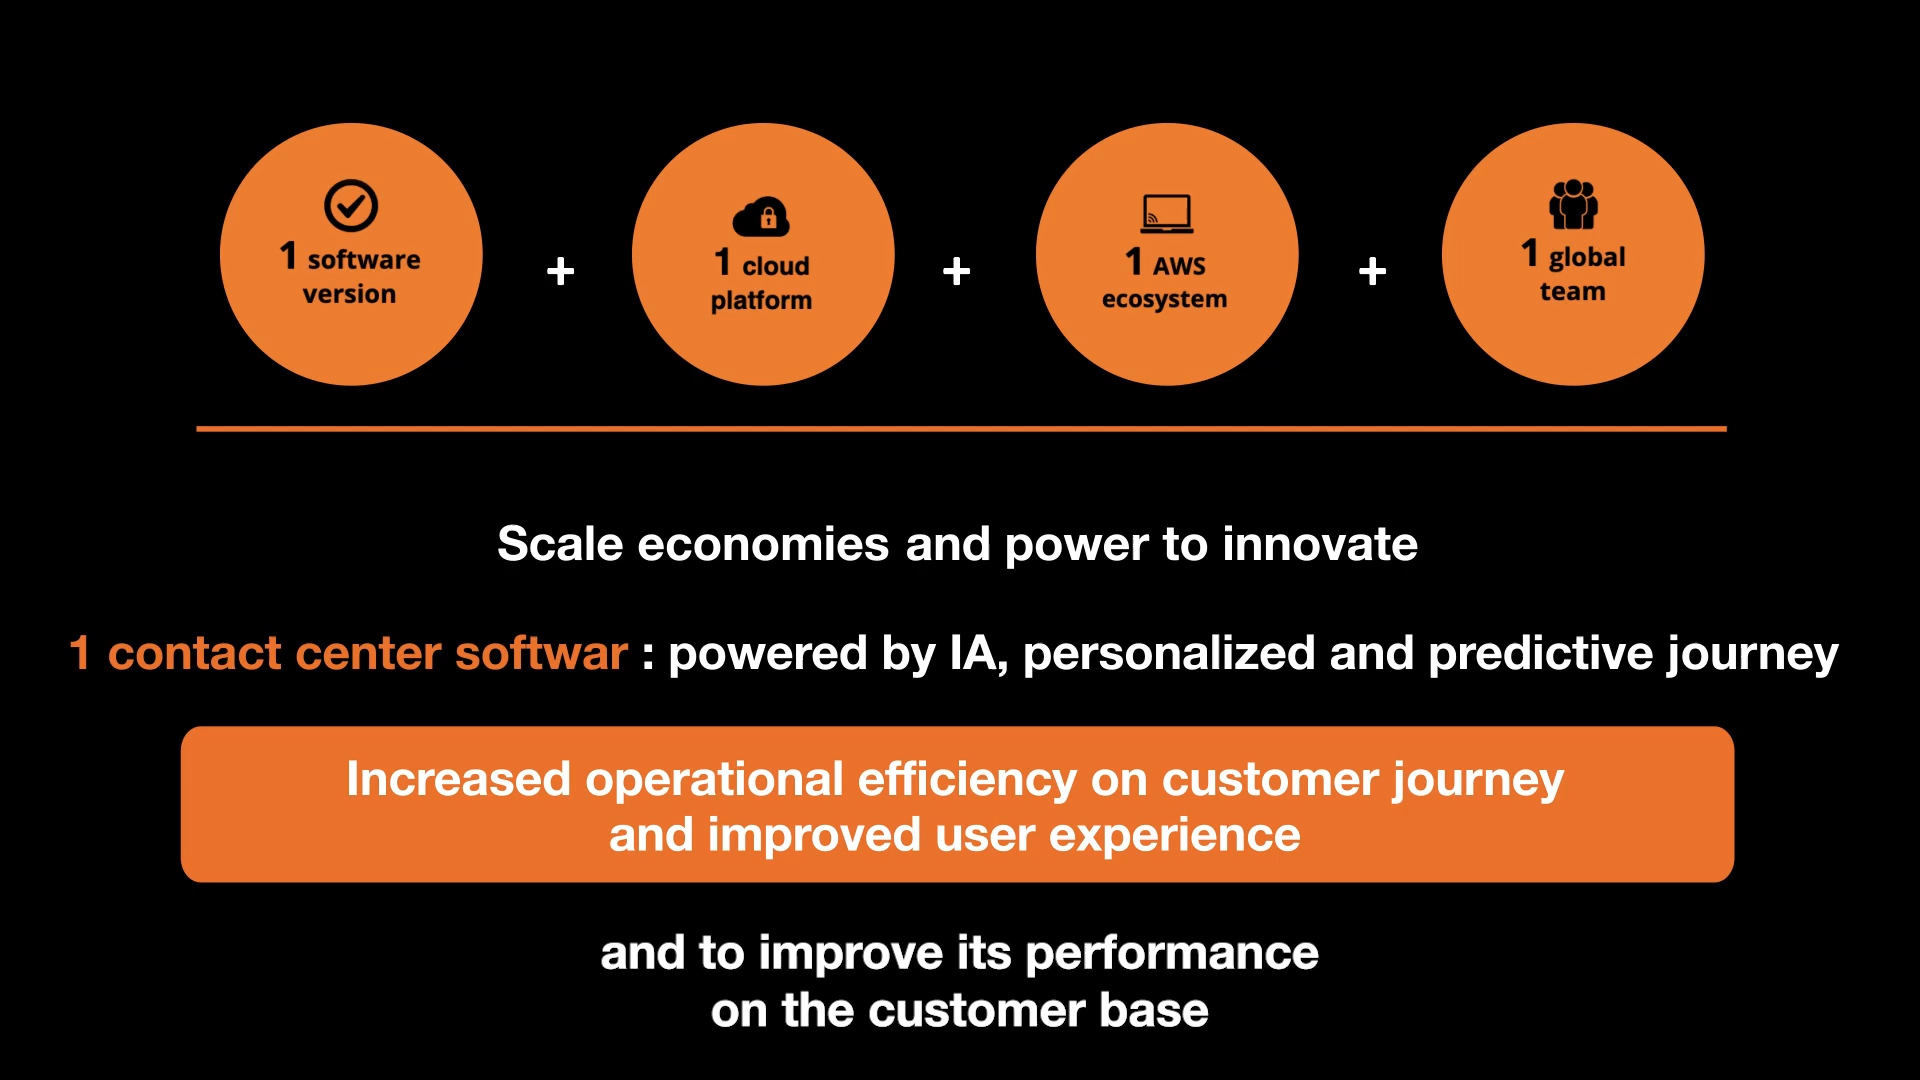 1 software
version
+
1 cloud
platform
+
1 AWS
ecosystem
+
1 global
team
Scale economies and power to innovate
1 contact center softwar : powered by IA, personalized and predictive journey
Increased operational efficiency on customer journey
and improved user experience
and to improve its performance
on the customer base